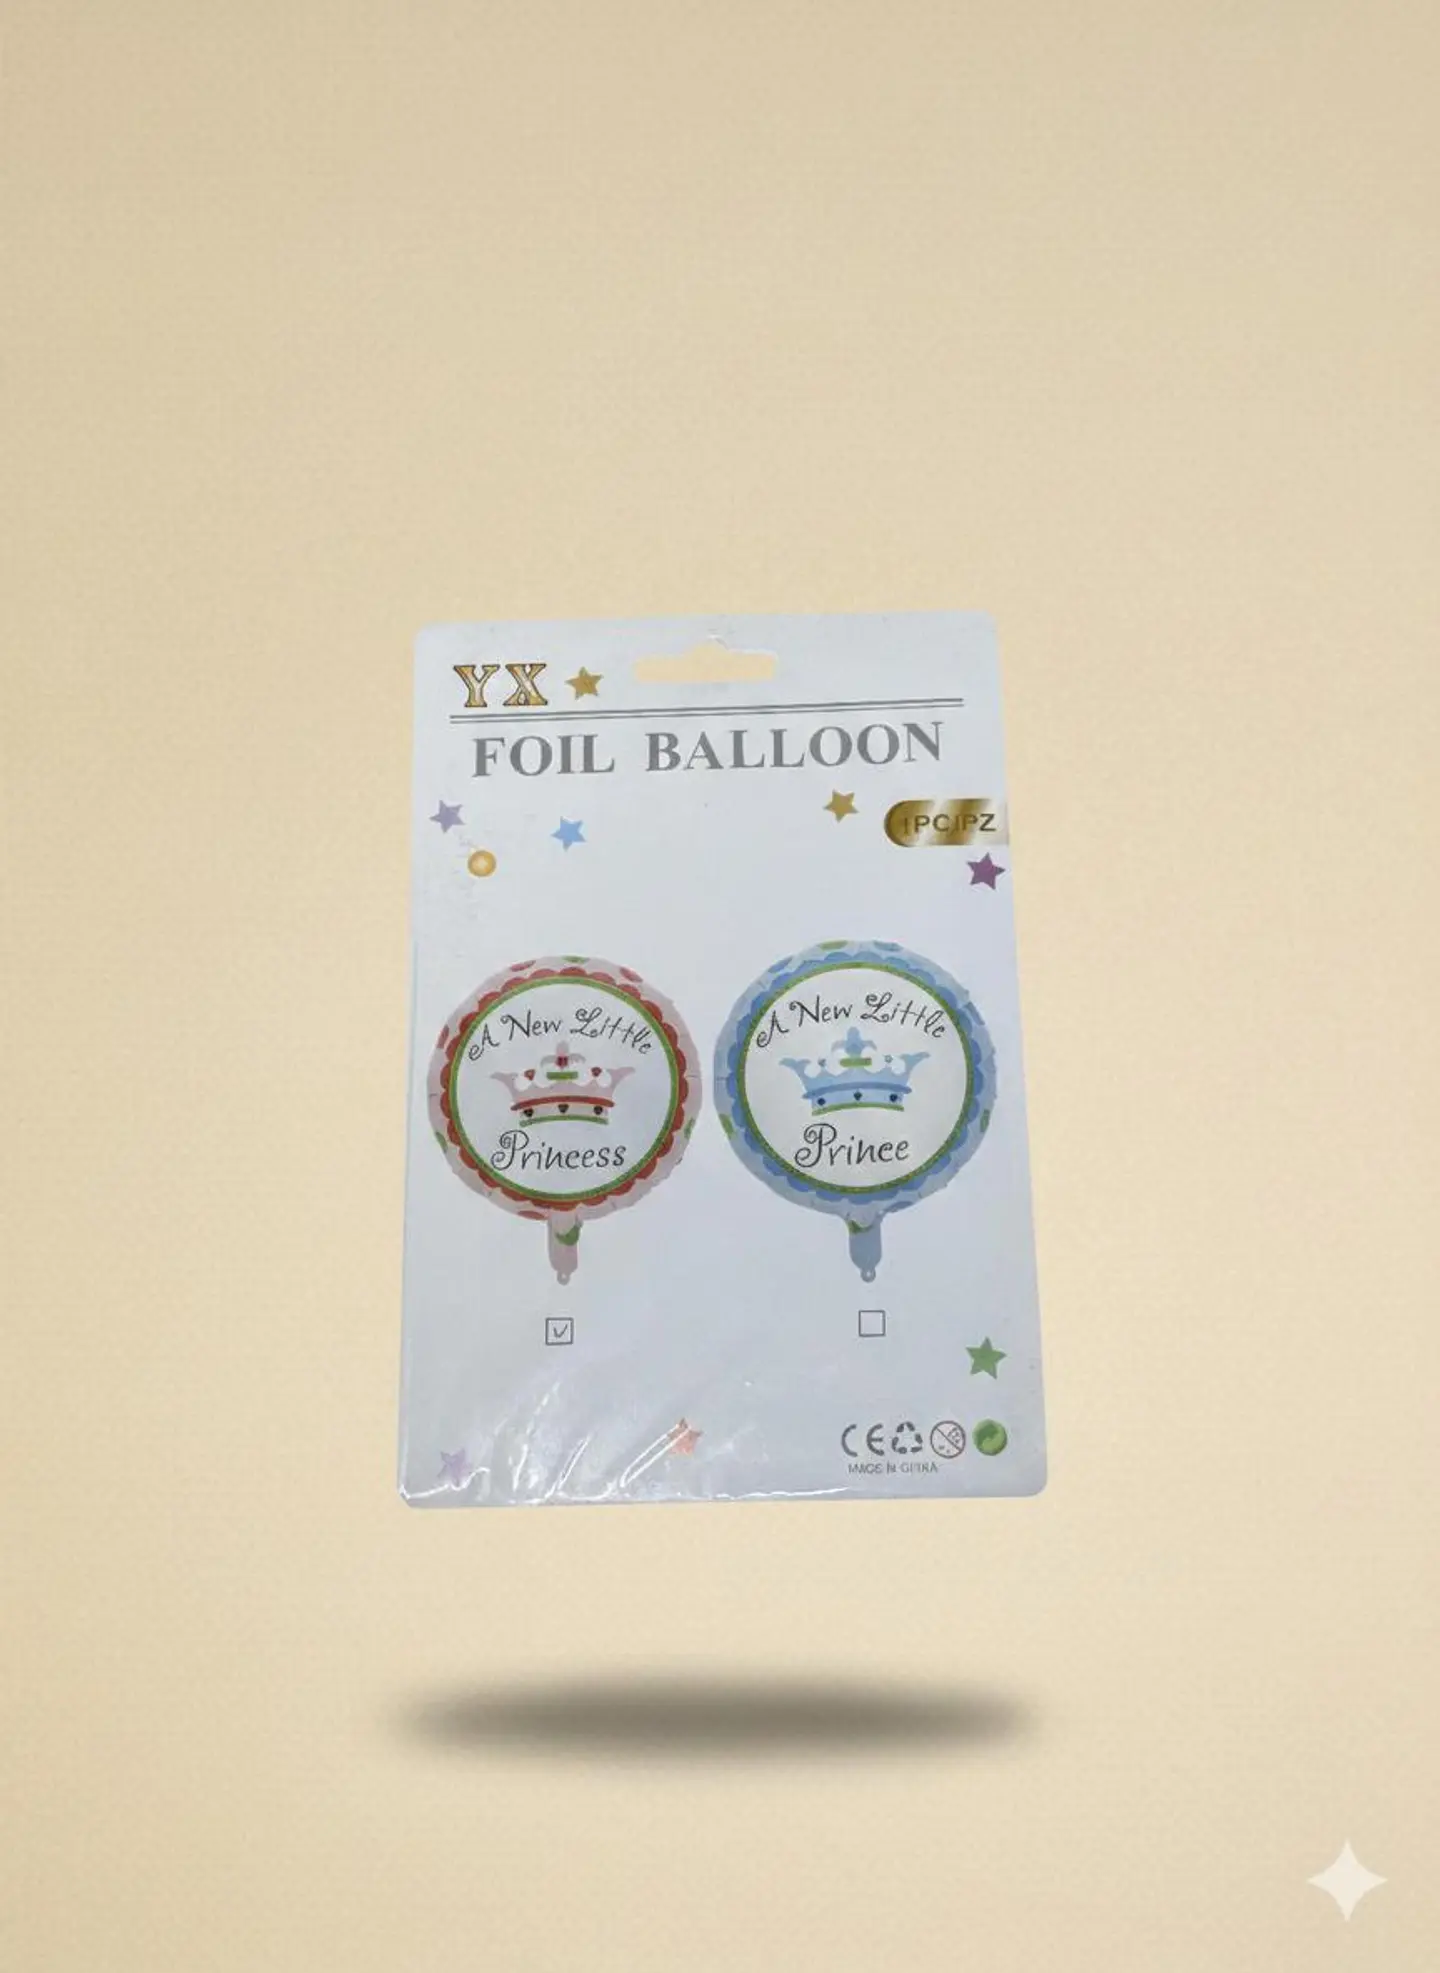 YX
FOIL BALLOON
1PC/PZ
A New Little
Princess
A New Little
Prince
CE